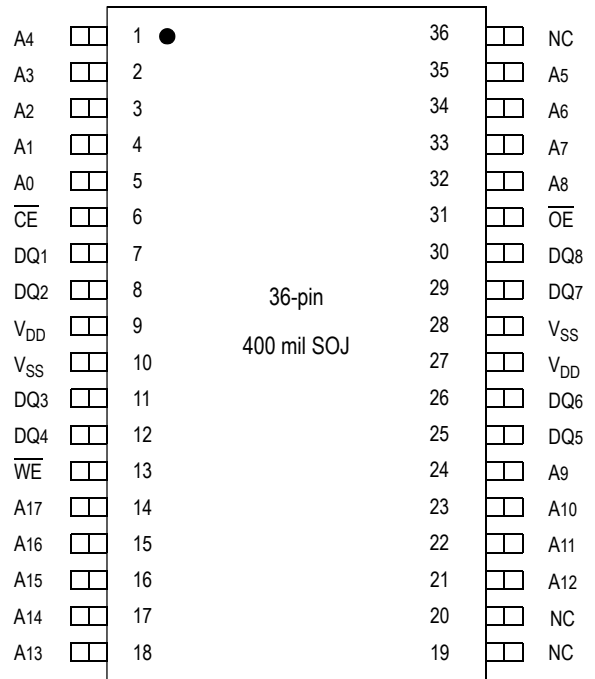 A4 1 36 NC
A3 2 35 A5
A2 3 34 A6
A1 4 33 A7
A0 5 32 A8
C̅E̅ 6 31 O̅E̅
DQ1 7 30 DQ8
DQ2 8 29 DQ7
36-pin
VDD 9 28 VSS
400 mil SOJ
VSS 10 27 VDD
DQ3 11 26 DQ6
DQ4 12 25 DQ5
W̅E̅ 13 24 A9
A17 14 23 A10
A16 15 22 A11
A15 16 21 A12
A14 17 20 NC
A13 18 19 NC